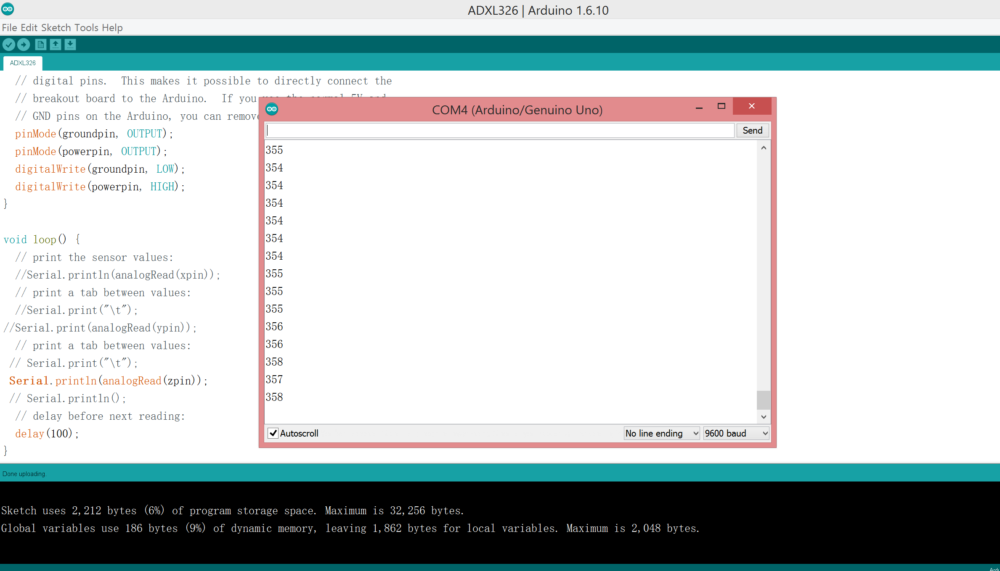 ADXL326 | Arduino 1.6.10
File Edit Sketch Tools Help
ADXL326
// digital pins.  This makes it possible to directly connect the
// breakout board to the Arduino.  If you
// GND pins on the Arduino, you can remove
pinMode(groundpin, OUTPUT);
pinMode(powerpin, OUTPUT);
digitalWrite(groundpin, LOW);
digitalWrite(powerpin, HIGH);
}
void loop() {
// print the sensor values:
//Serial.println(analogRead(xpin));
// print a tab between values:
//Serial.print("\t");
//Serial.print(analogRead(ypin));
// print a tab between values:
// Serial.print("\t");
Serial.println(analogRead(zpin));
// Serial.println();
// delay before next reading:
delay(100);
}
COM4 (Arduino/Genuino Uno)
Send
355
354
354
354
354
354
354
355
355
355
356
356
358
357
358
Autoscroll
No line ending
9600 baud
Done uploading.
Sketch uses 2,212 bytes (6%) of program storage space. Maximum is 32,256 bytes.
Global variables use 186 bytes (9%) of dynamic memory, leaving 1,862 bytes for local variables. Maximum is 2,048 bytes.